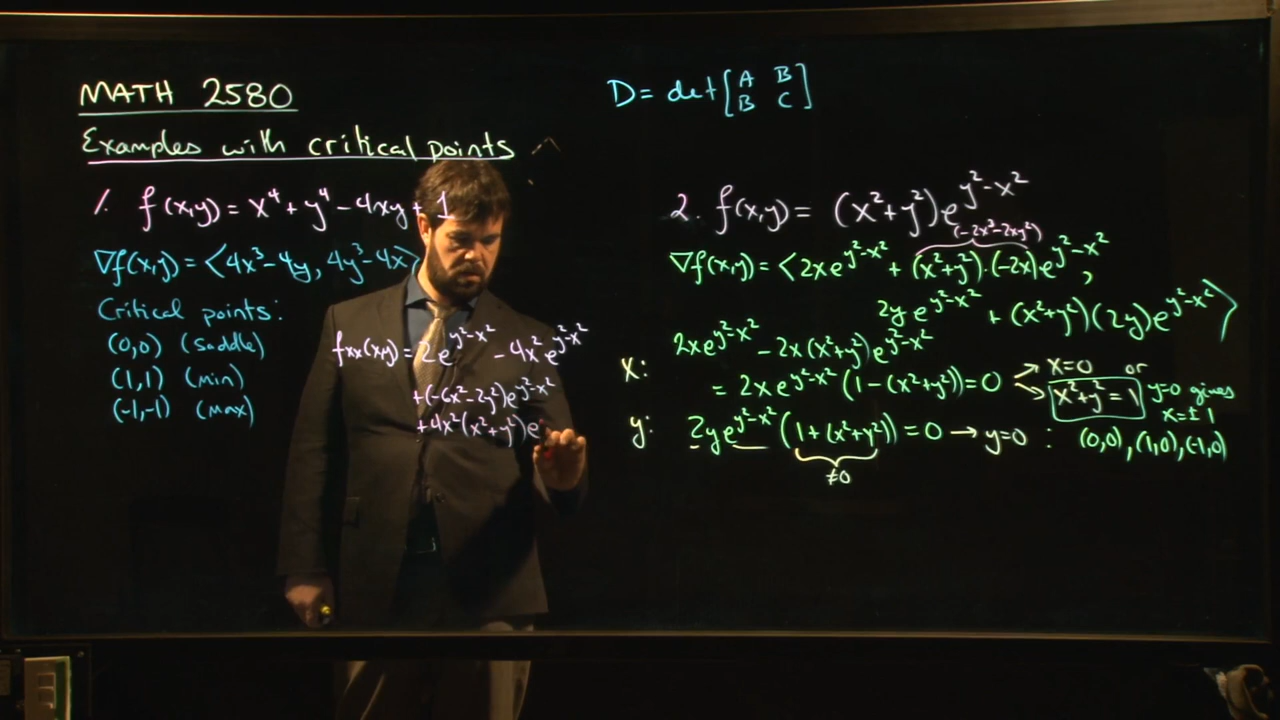 MATH 2580
Examples with critical points
1. f(x,y) = x⁴ + y⁴ - 4xy + 1
∇f(x,y) = ⟨4x³-4y, 4y³-4x⟩
Critical points:
(0,0) (saddle)
(1,1) (min)
(-1,-1) (max)
fxx(x,y) = 2e^{y²-x²} - 4x²e^{y²-x²}
+(-6x²-2y²)e^{y²-x²}
+4x²(x²+y²)e
D = det[A B
B C]
2. f(x,y) = (x²+y²)e^{y²-x²}
(-2x³-2xy²)
∇f(x,y) = ⟨2xe^{y²-x²} + (x²+y²)·(-2x)e^{y²-x²},
2ye^{y²-x²} + (x²+y²)(2y)e^{y²-x²}⟩
x: 2xe^{y²-x²} - 2x(x²+y²)e^{y²-x²}
= 2xe^{y²-x²}(1-(x²+y²)) = 0 → x=0 or
→ x²+y²=1 y=0 gives
x=±1
y: 2ye^{y²-x²}(1+(x²+y²)) = 0 → y=0 : (0,0),(1,0),(-1,0)
≠0